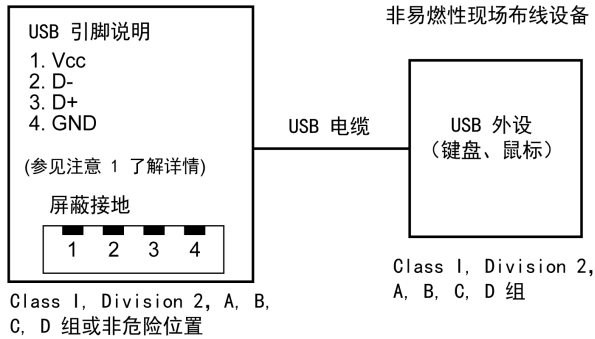 非易燃性现场布线设备
USB 引脚说明
1. Vcc
2. D-
3. D+
4. GND
(参见注意 1 了解详情)
屏蔽接地
1 2 3 4
USB 电缆
USB 外设
(键盘、鼠标)
Class I, Division 2, A, B,
C, D 组或非危险位置
Class I, Division 2,
A, B, C, D 组